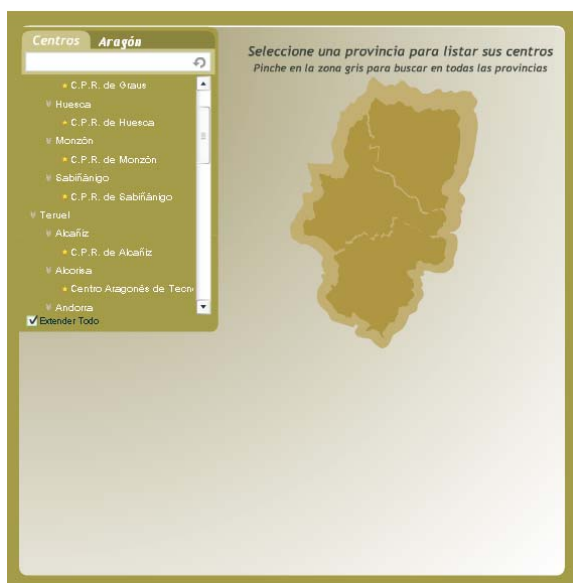 Centros Aragón
C.P.R. de Graus
Huesca
C.P.R. de Huesca
Monzón
C.P.R. de Monzón
Sabiñánigo
C.P.R. de Sabiñánigo
Teruel
Alcañiz
C.P.R. de Alcañiz
Alcorisa
Centro Aragonés de Tecn
Andorra
Extender Todo
Seleccione una provincia para listar sus centros
Pinche en la zona gris para buscar en todas las provincias